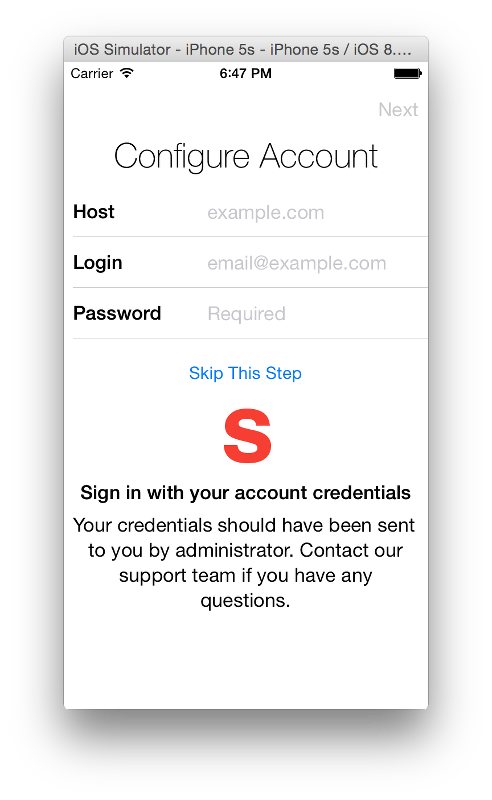 iOS Simulator - iPhone 5s - iPhone 5s / iOS 8....
Carrier 6:47 PM
Next
Configure Account
Host example.com
Login email@example.com
Password Required
Skip This Step
S
Sign in with your account credentials
Your credentials should have been sent
to you by administrator. Contact our
support team if you have any
questions.